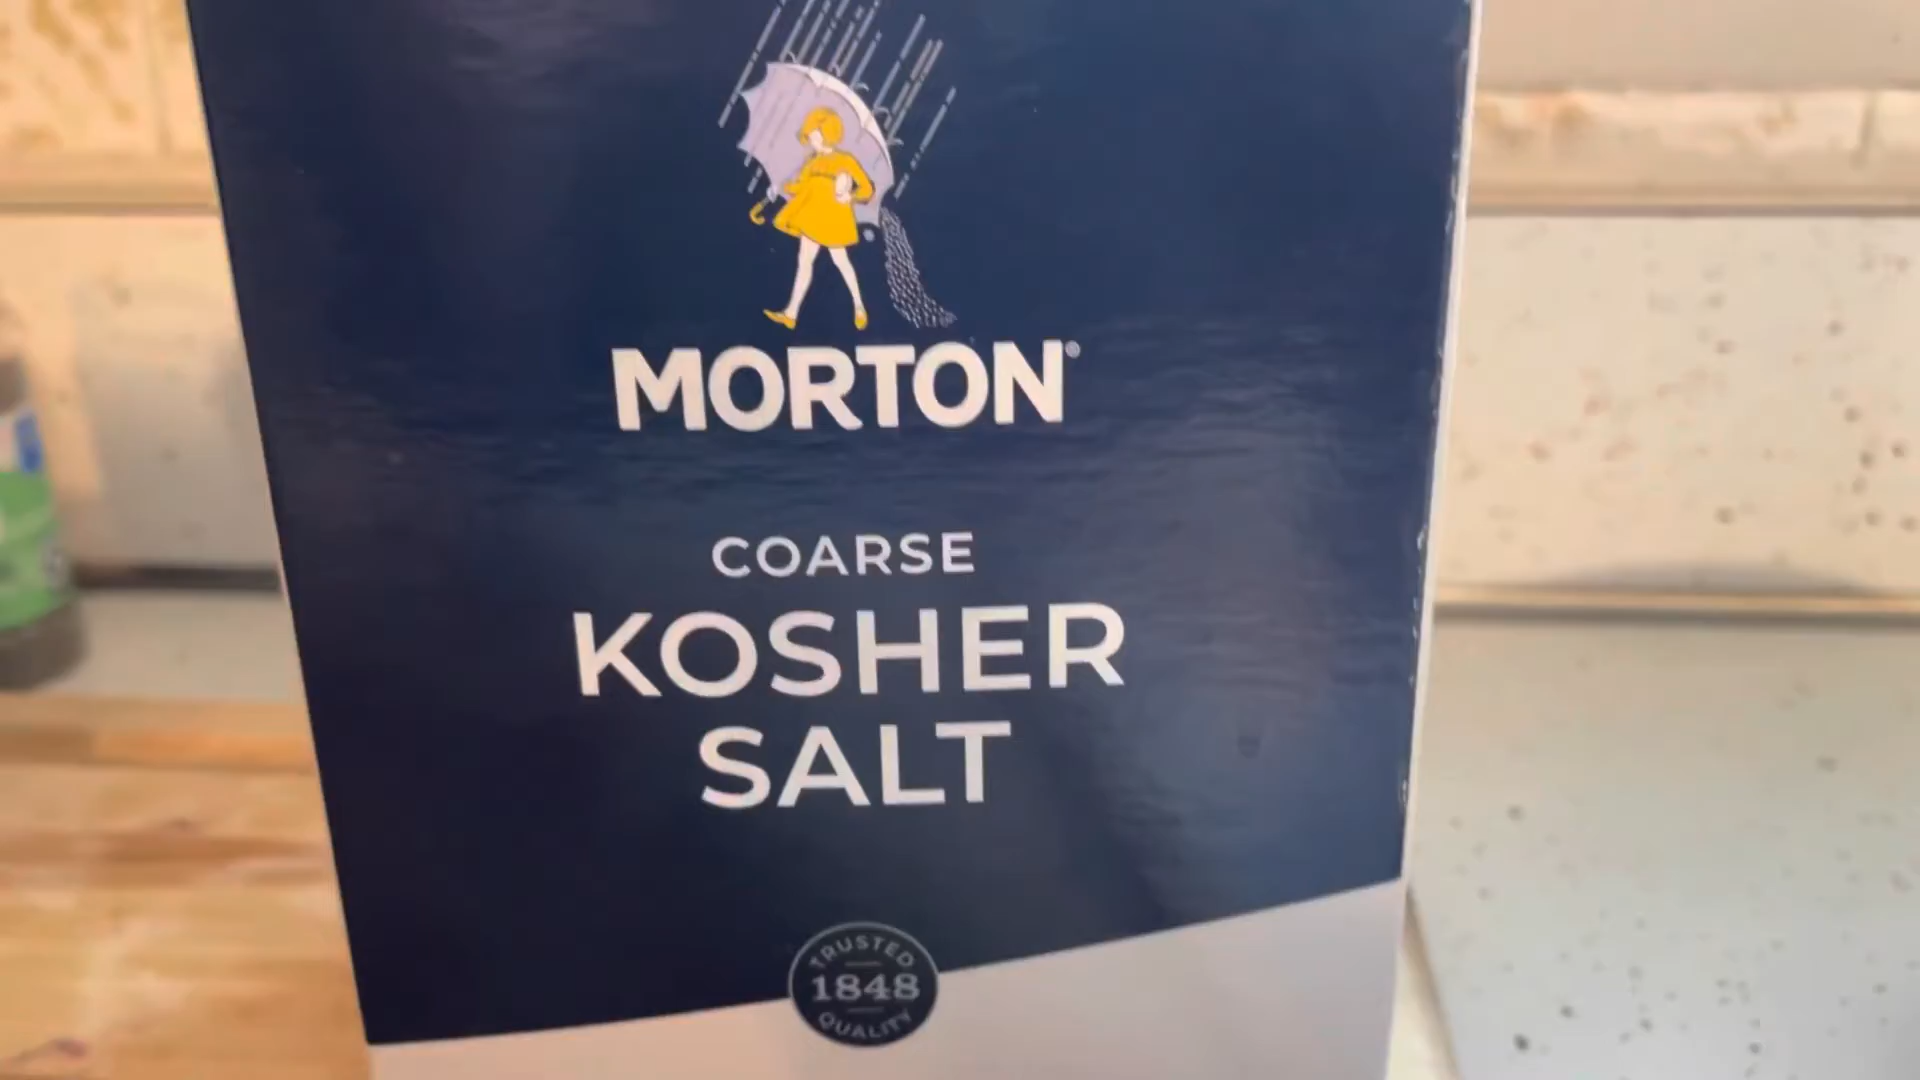 MORTON®
COARSE
KOSHER
SALT
TRUSTED
1848
QUALITY